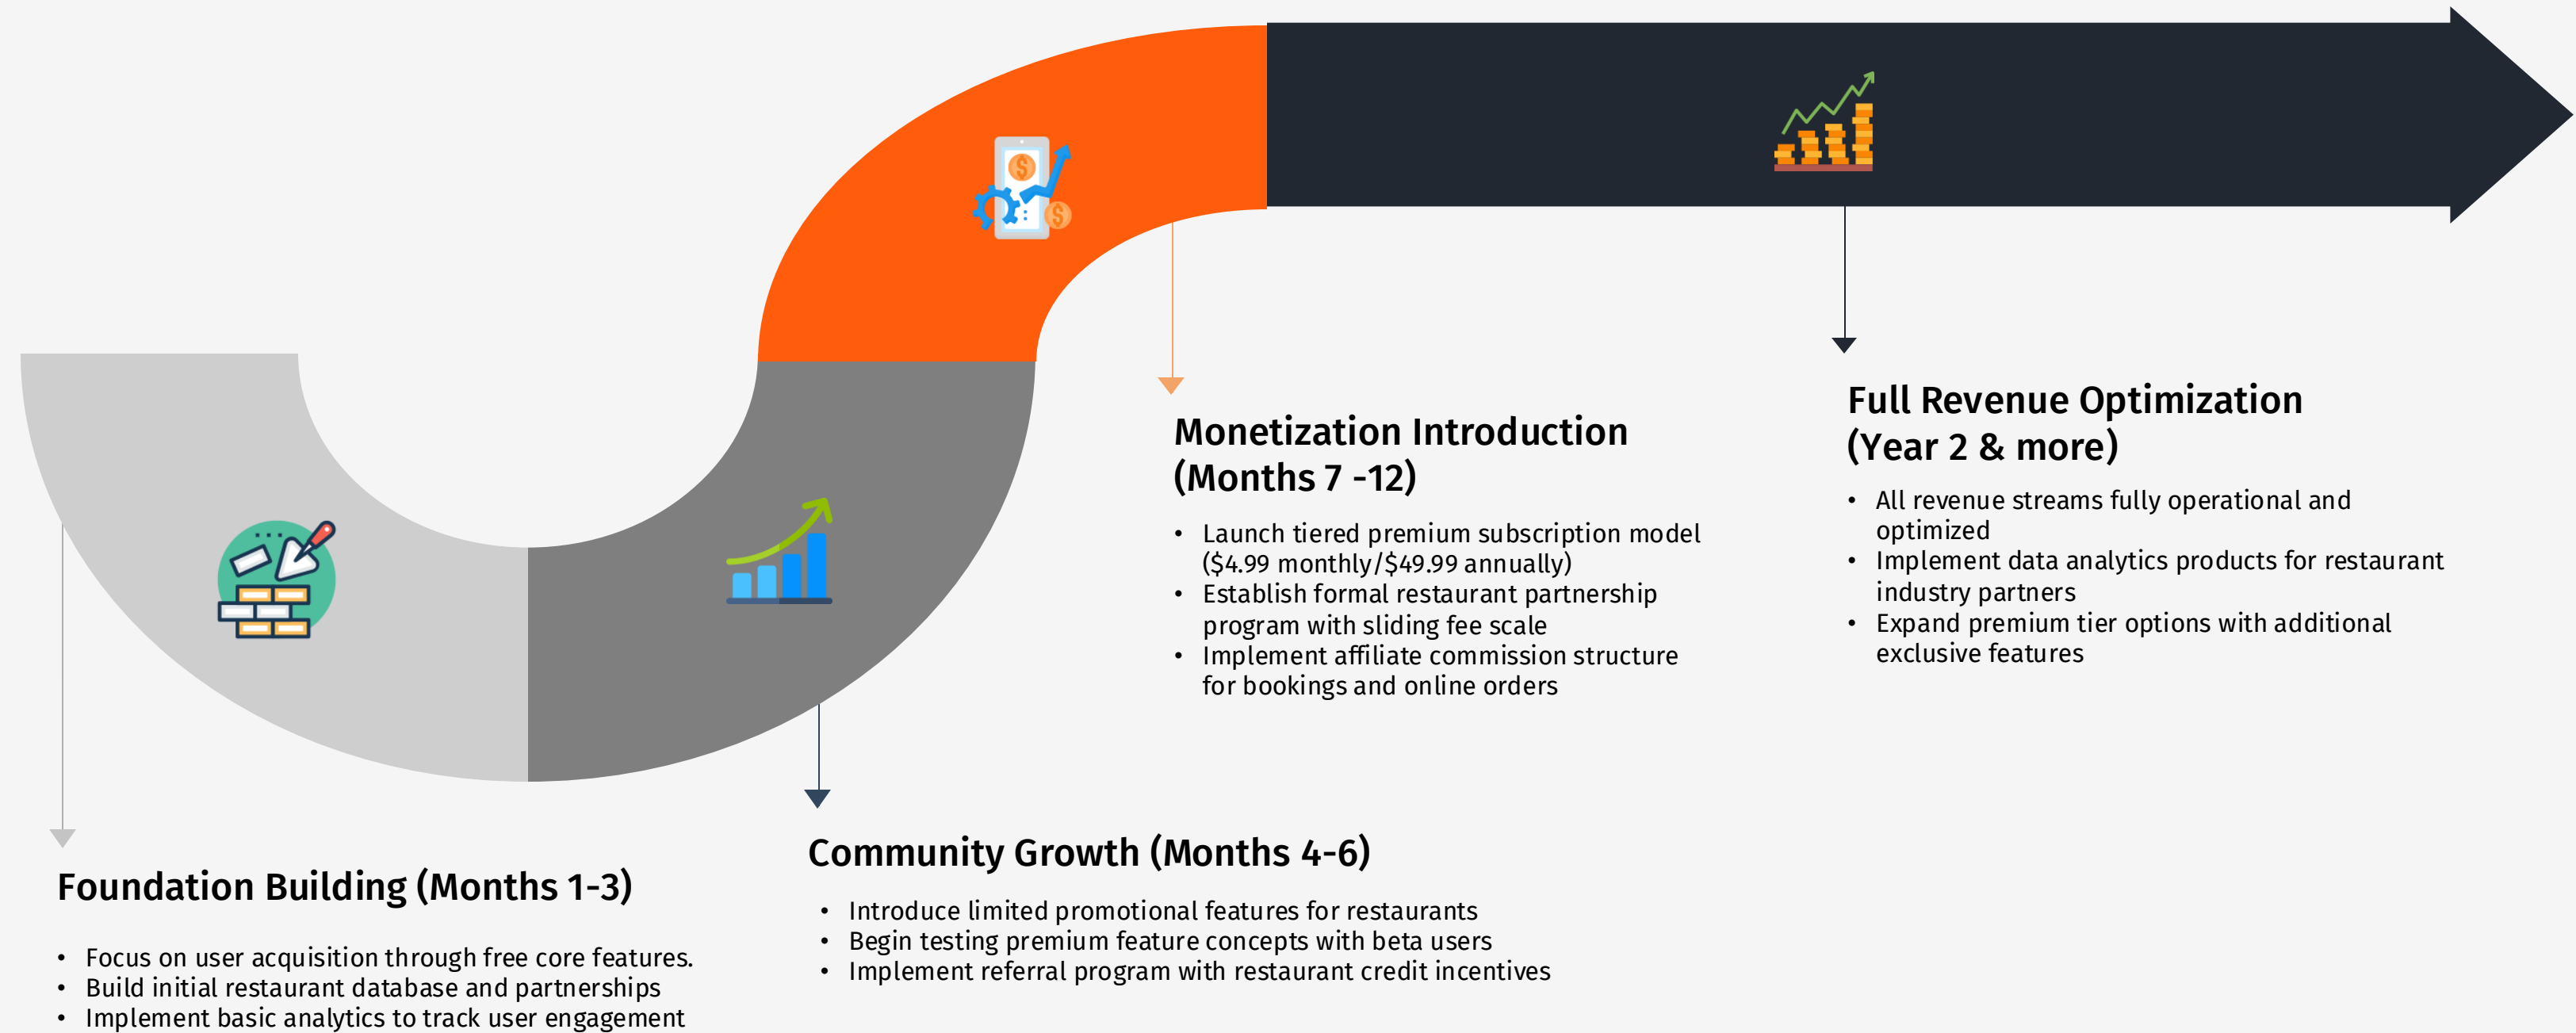 Foundation Building (Months 1-3)
• Focus on user acquisition through free core features.
• Build initial restaurant database and partnerships
• Implement basic analytics to track user engagement
Community Growth (Months 4-6)
• Introduce limited promotional features for restaurants
• Begin testing premium feature concepts with beta users
• Implement referral program with restaurant credit incentives
Monetization Introduction
(Months 7 -12)
• Launch tiered premium subscription model
($4.99 monthly/$49.99 annually)
• Establish formal restaurant partnership
program with sliding fee scale
• Implement affiliate commission structure
for bookings and online orders
Full Revenue Optimization
(Year 2 & more)
• All revenue streams fully operational and
optimized
• Implement data analytics products for restaurant
industry partners
• Expand premium tier options with additional
exclusive features